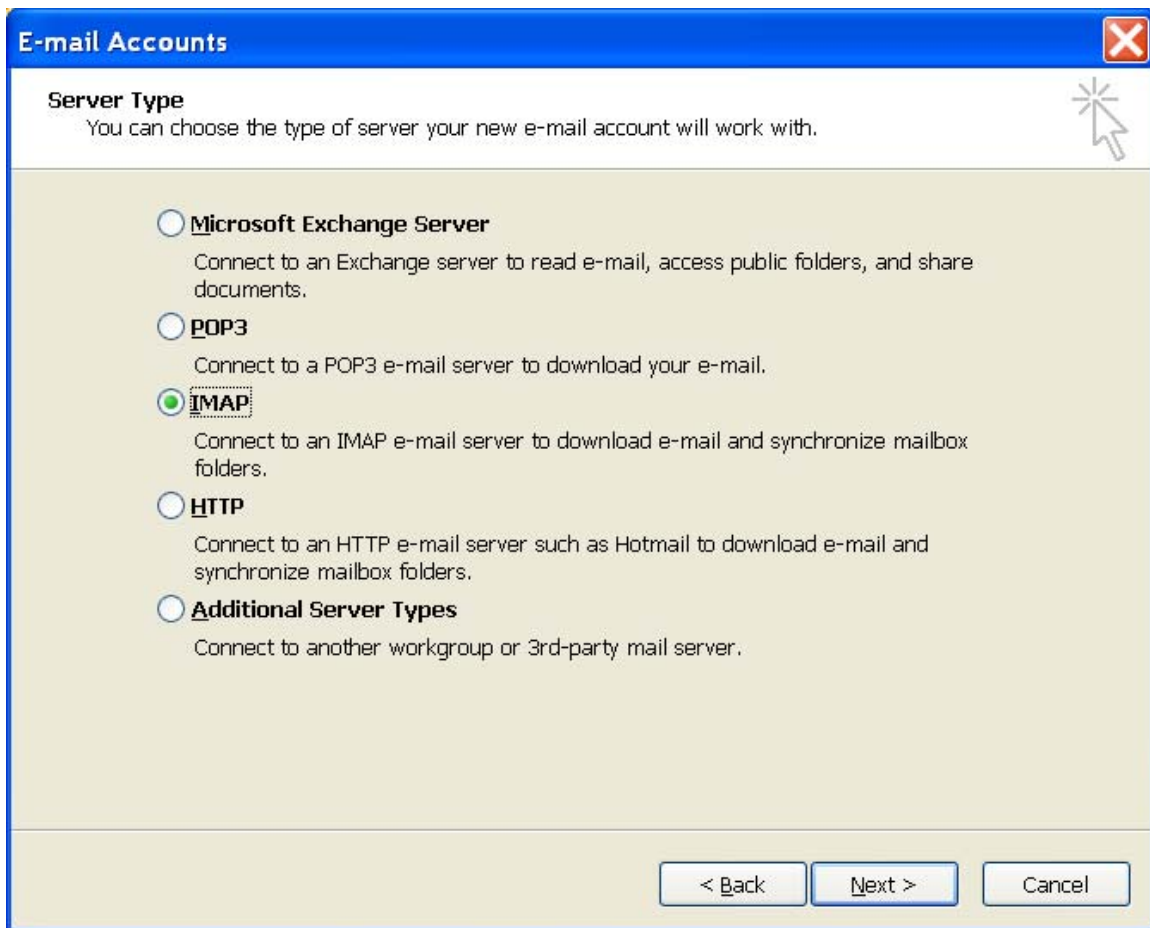 E-mail Accounts
Server Type
You can choose the type of server your new e-mail account will work with.
Microsoft Exchange Server
Connect to an Exchange server to read e-mail, access public folders, and share
documents.
POP3
Connect to a POP3 e-mail server to download your e-mail.
IMAP
Connect to an IMAP e-mail server to download e-mail and synchronize mailbox
folders.
HTTP
Connect to an HTTP e-mail server such as Hotmail to download e-mail and
synchronize mailbox folders.
Additional Server Types
Connect to another workgroup or 3rd-party mail server.
< Back Next > Cancel